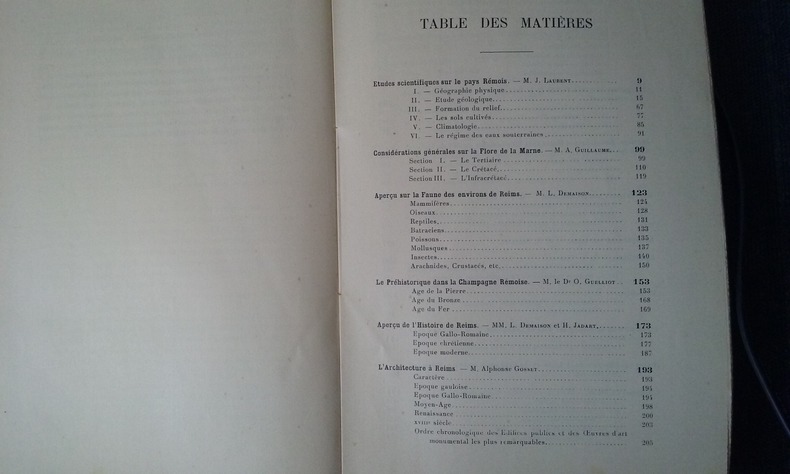 TABLE DES MATIÈRES
Etudes scientifiques sur le pays Rémois. — M. J. Laurent 9
I. — Géographie physique 11
II. — Etude géologique 15
III. — Formation du relief 67
IV. — Les sols cultivés 77
V. — Climatologie 85
VI. — Le régime des eaux souterraines 91
Considérations générales sur la Flore de la Marne. — M. A. Guillaume 99
Section I. — Le Tertiaire 99
Section II. — Le Crétacé 110
Section III. — L'Infracrétacé 119
Aperçu sur la Faune des environs de Reims. — M. L. Demaison 123
Mammifères 124
Oiseaux 128
Reptiles 131
Batraciens 133
Poissons 135
Mollusques 137
Insectes 140
Arachnides, Crustacés, etc. 150
Le Préhistorique dans la Champagne Rémoise. — M. le Dr O. Guelliot 153
Age de la Pierre 153
Age du Bronze 168
Age du Fer 169
Aperçu de l'Histoire de Reims. — MM. L. Demaison et H. Jadart 173
Epoque Gallo-Romaine 173
Epoque chrétienne 177
Epoque moderne 187
L'Architecture à Reims. — M. Alphonse Gosset 193
Caractère 193
Epoque gauloise 194
Epoque Gallo-Romaine 194
Moyen-Age 198
Renaissance 200
XVIIIe siècle 203
Ordre chronologique des Edifices publics et des Œuvres d'art
monumental les plus remarquables 205